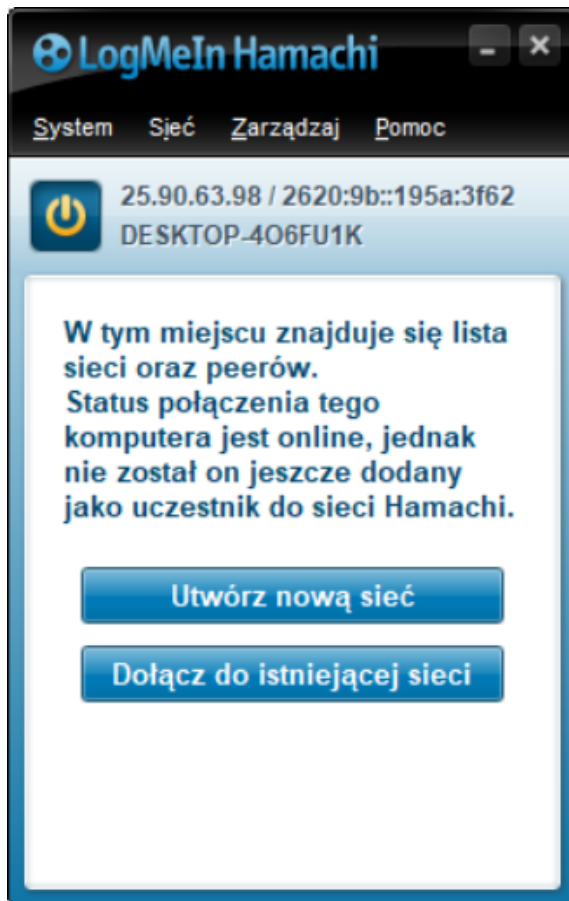 LogMeIn Hamachi
System Sieć Zarządzaj Pomoc
25.90.63.98 / 2620:9b::195a:3f62
DESKTOP-4O6FU1K
W tym miejscu znajduje się lista
sieci oraz peerów.
Status połączenia tego
komputera jest online, jednak
nie został on jeszcze dodany
jako uczestnik do sieci Hamachi.
Utwórz nową sieć
Dołącz do istniejącej sieci